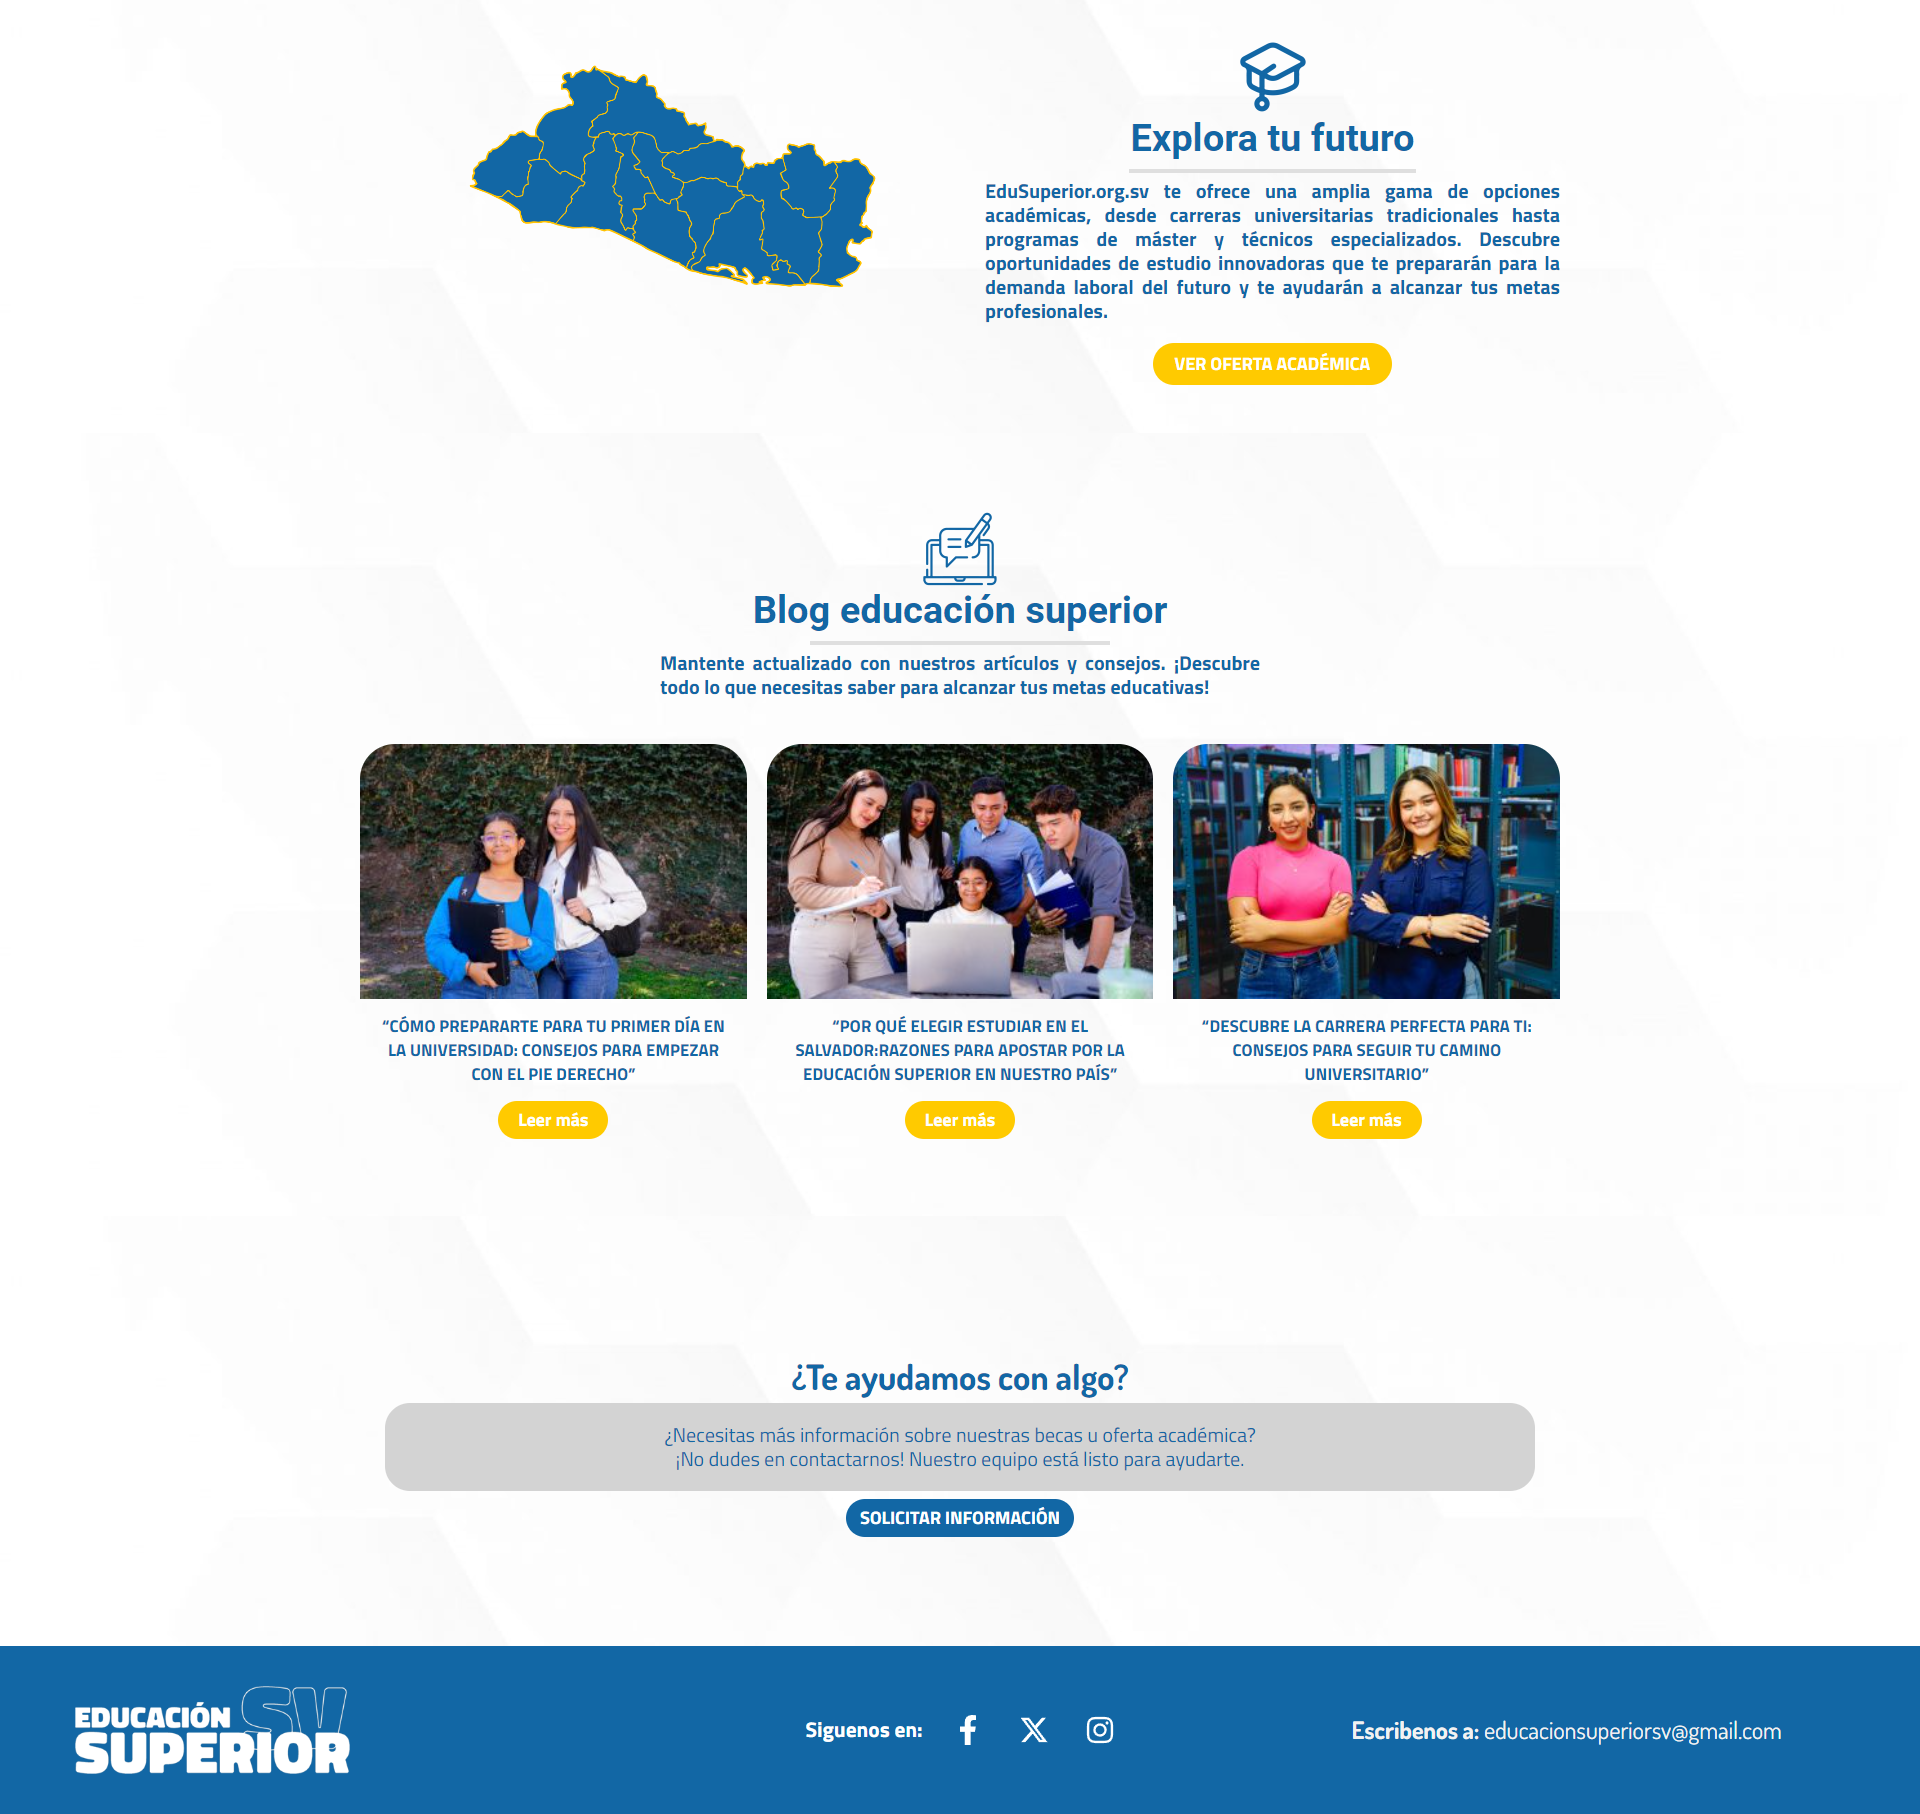 Explora tu futuro
EduSuperior.org.sv te ofrece una amplia gama de opciones
académicas, desde carreras universitarias tradicionales hasta
programas de máster y técnicos especializados. Descubre
oportunidades de estudio innovadoras que te prepararán para la
demanda laboral del futuro y te ayudarán a alcanzar tus metas
profesionales.
VER OFERTA ACADÉMICA
Blog educación superior
Mantente actualizado con nuestros artículos y consejos. ¡Descubre
todo lo que necesitas saber para alcanzar tus metas educativas!
“CÓMO PREPARARTE PARA TU PRIMER DÍA EN
LA UNIVERSIDAD: CONSEJOS PARA EMPEZAR
CON EL PIE DERECHO”
Leer más
“POR QUÉ ELEGIR ESTUDIAR EN EL
SALVADOR:RAZONES PARA APOSTAR POR LA
EDUCACIÓN SUPERIOR EN NUESTRO PAÍS”
Leer más
“DESCUBRE LA CARRERA PERFECTA PARA TI:
CONSEJOS PARA SEGUIR TU CAMINO
UNIVERSITARIO”
Leer más
¿Te ayudamos con algo?
¿Necesitas más información sobre nuestras becas u oferta académica?
¡No dudes en contactarnos! Nuestro equipo está listo para ayudarte.
SOLICITAR INFORMACIÓN
EDUCACIÓN SV
SUPERIOR
Siguenos en:
Escribenos a: educacionsuperiorsv@gmail.com